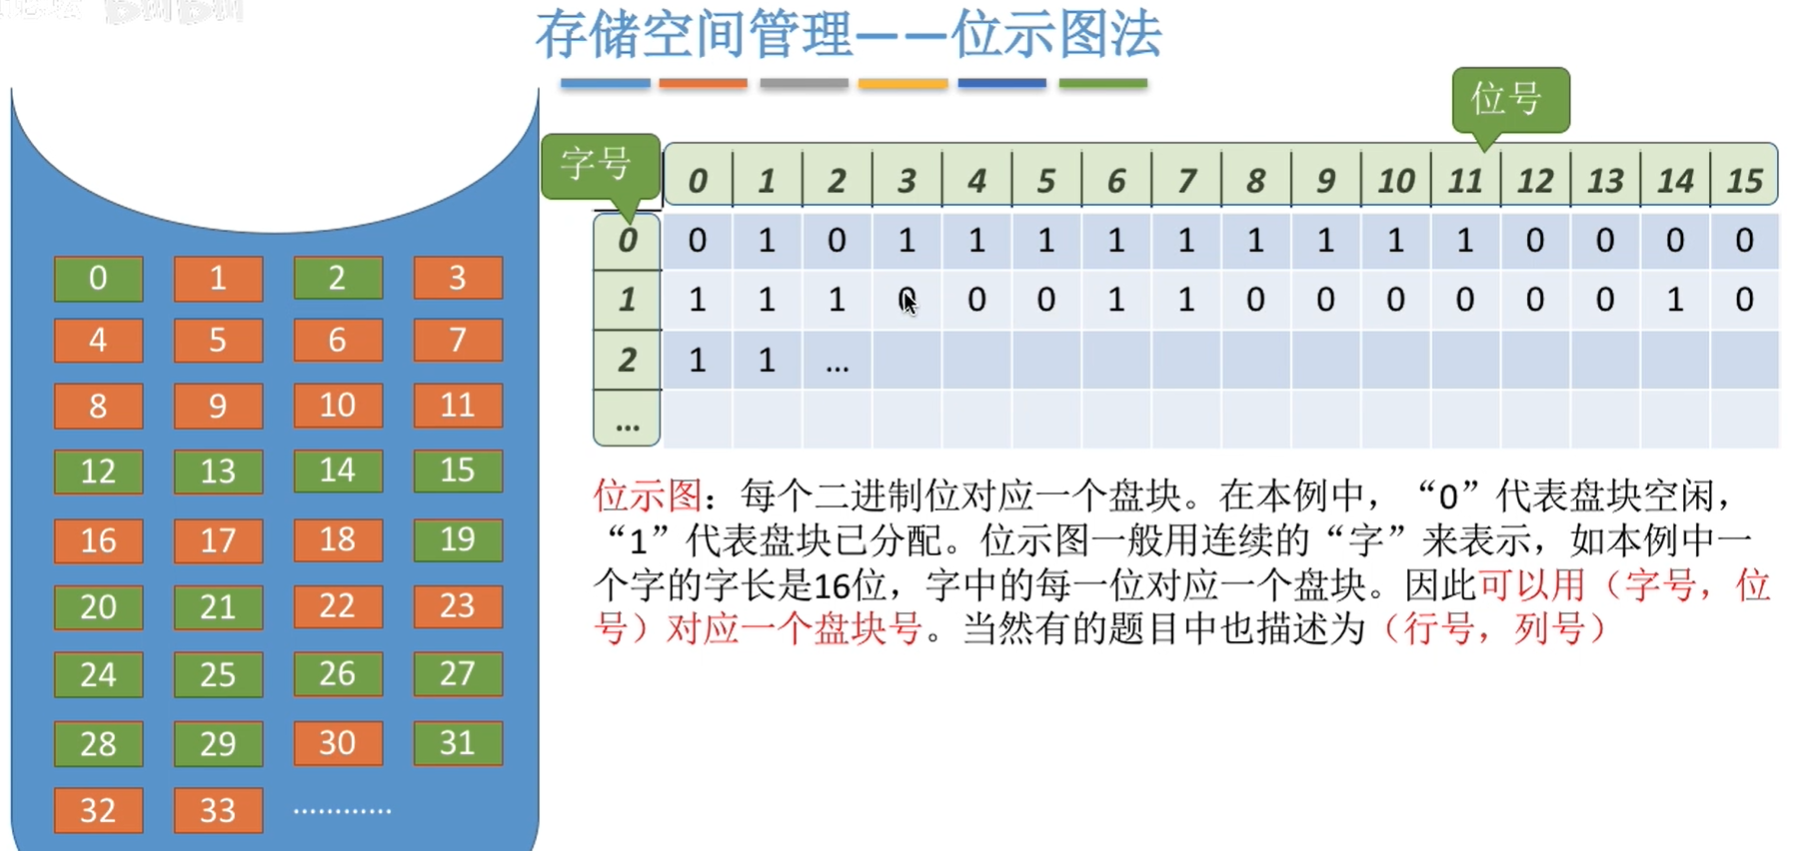 存储空间管理——位示图法
位号
字号
0 1 2 3 4 5 6 7 8 9 10 11 12 13 14 15
0 0 1 0 1 1 1 1 1 1 1 1 1 0 0 0 0
1 1 1 1 0 0 0 1 1 0 0 0 0 0 0 1 0
2 1 1 ...
...
位示图：每个二进制位对应一个盘块。在本例中，“0”代表盘块空闲，
“1”代表盘块已分配。位示图一般用连续的“字”来表示，如本例中一
个字的字长是16位，字中的每一位对应一个盘块。因此可以用（字号，位
号）对应一个盘块号。当然有的题目中也描述为（行号，列号）
0 1 2 3
4 5 6 7
8 9 10 11
12 13 14 15
16 17 18 19
20 21 22 23
24 25 26 27
28 29 30 31
32 33 ............